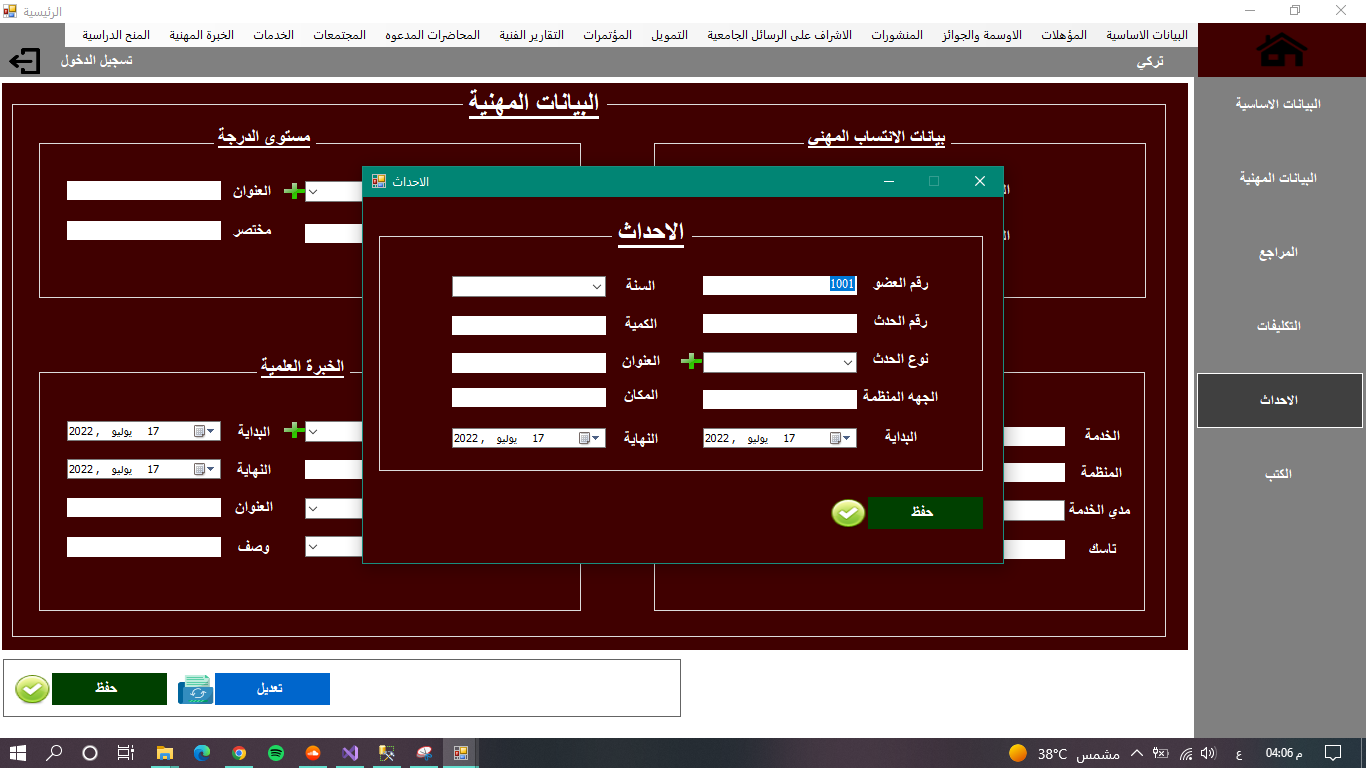 الرئيسية
البيانات الاساسية المؤهلات الاوسمة والجوائز المنشورات الاشراف على الرسائل الجامعية التمويل المؤتمرات التقارير الفنية المحاضرات المدعوه المجتمعات الخدمات الخبرة المهنية المنح الدراسية
تركي
تسجيل الدخول
البيانات الاساسية
البيانات المهنية
المراجع
التكليفات
الاحداث
الكتب
البيانات المهنية
بيانات الانتساب المهني
مستوى الدرجة
العنوان
مختصر
الخبرة العلمية
البداية
17 يوليو , 2022
النهاية
17 يوليو , 2022
العنوان
وصف
الخدمة
المنظمة
مدي الخدمة
تاسك
الاحداث
الاحداث
رقم العضو 1001 السنة
رقم الحدث الكمية
نوع الحدث العنوان
الجهه المنظمة المكان
البداية 17 يوليو , 2022 النهاية 17 يوليو , 2022
حفظ
تعديل
حفظ
38°C مشمس
ع
04:06 م